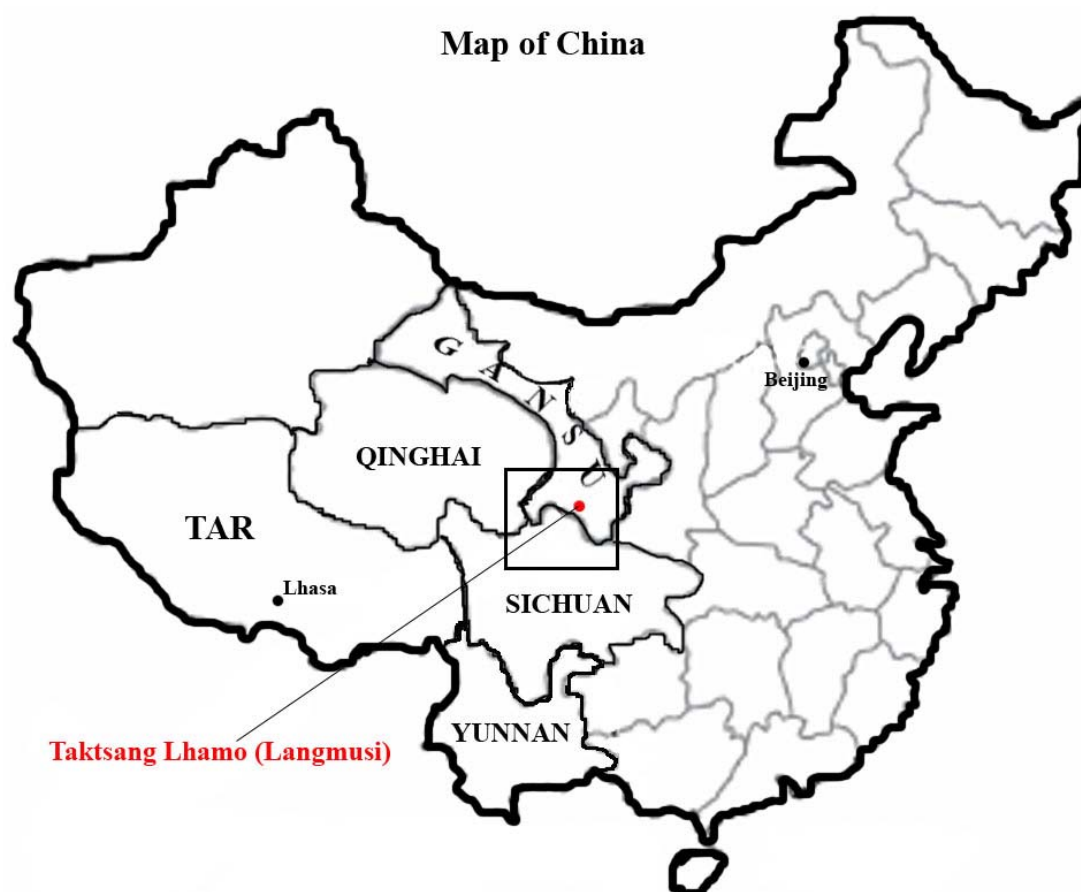 Map of China
GANSU
Beijing
QINGHAI
TAR
Lhasa
SICHUAN
YUNNAN
Taktsang Lhamo (Langmusi)